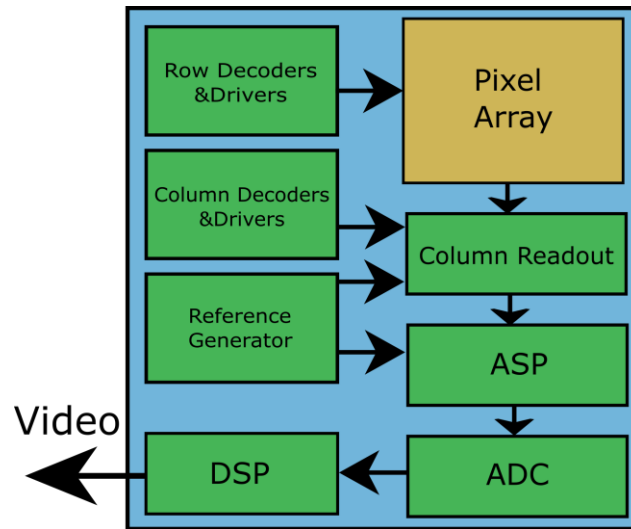 Row Decoders
&Drivers
Pixel
Array
Column Decoders
&Drivers
Column Readout
Reference
Generator
ASP
Video
DSP
ADC